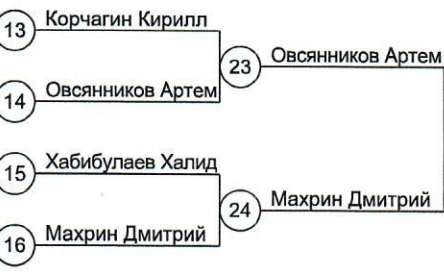 13 Корчагин Кирилл
23 Овсянников Артем
14 Овсянников Артем
15 Хабибулаев Халид
24 Махрин Дмитрий
16 Махрин Дмитрий